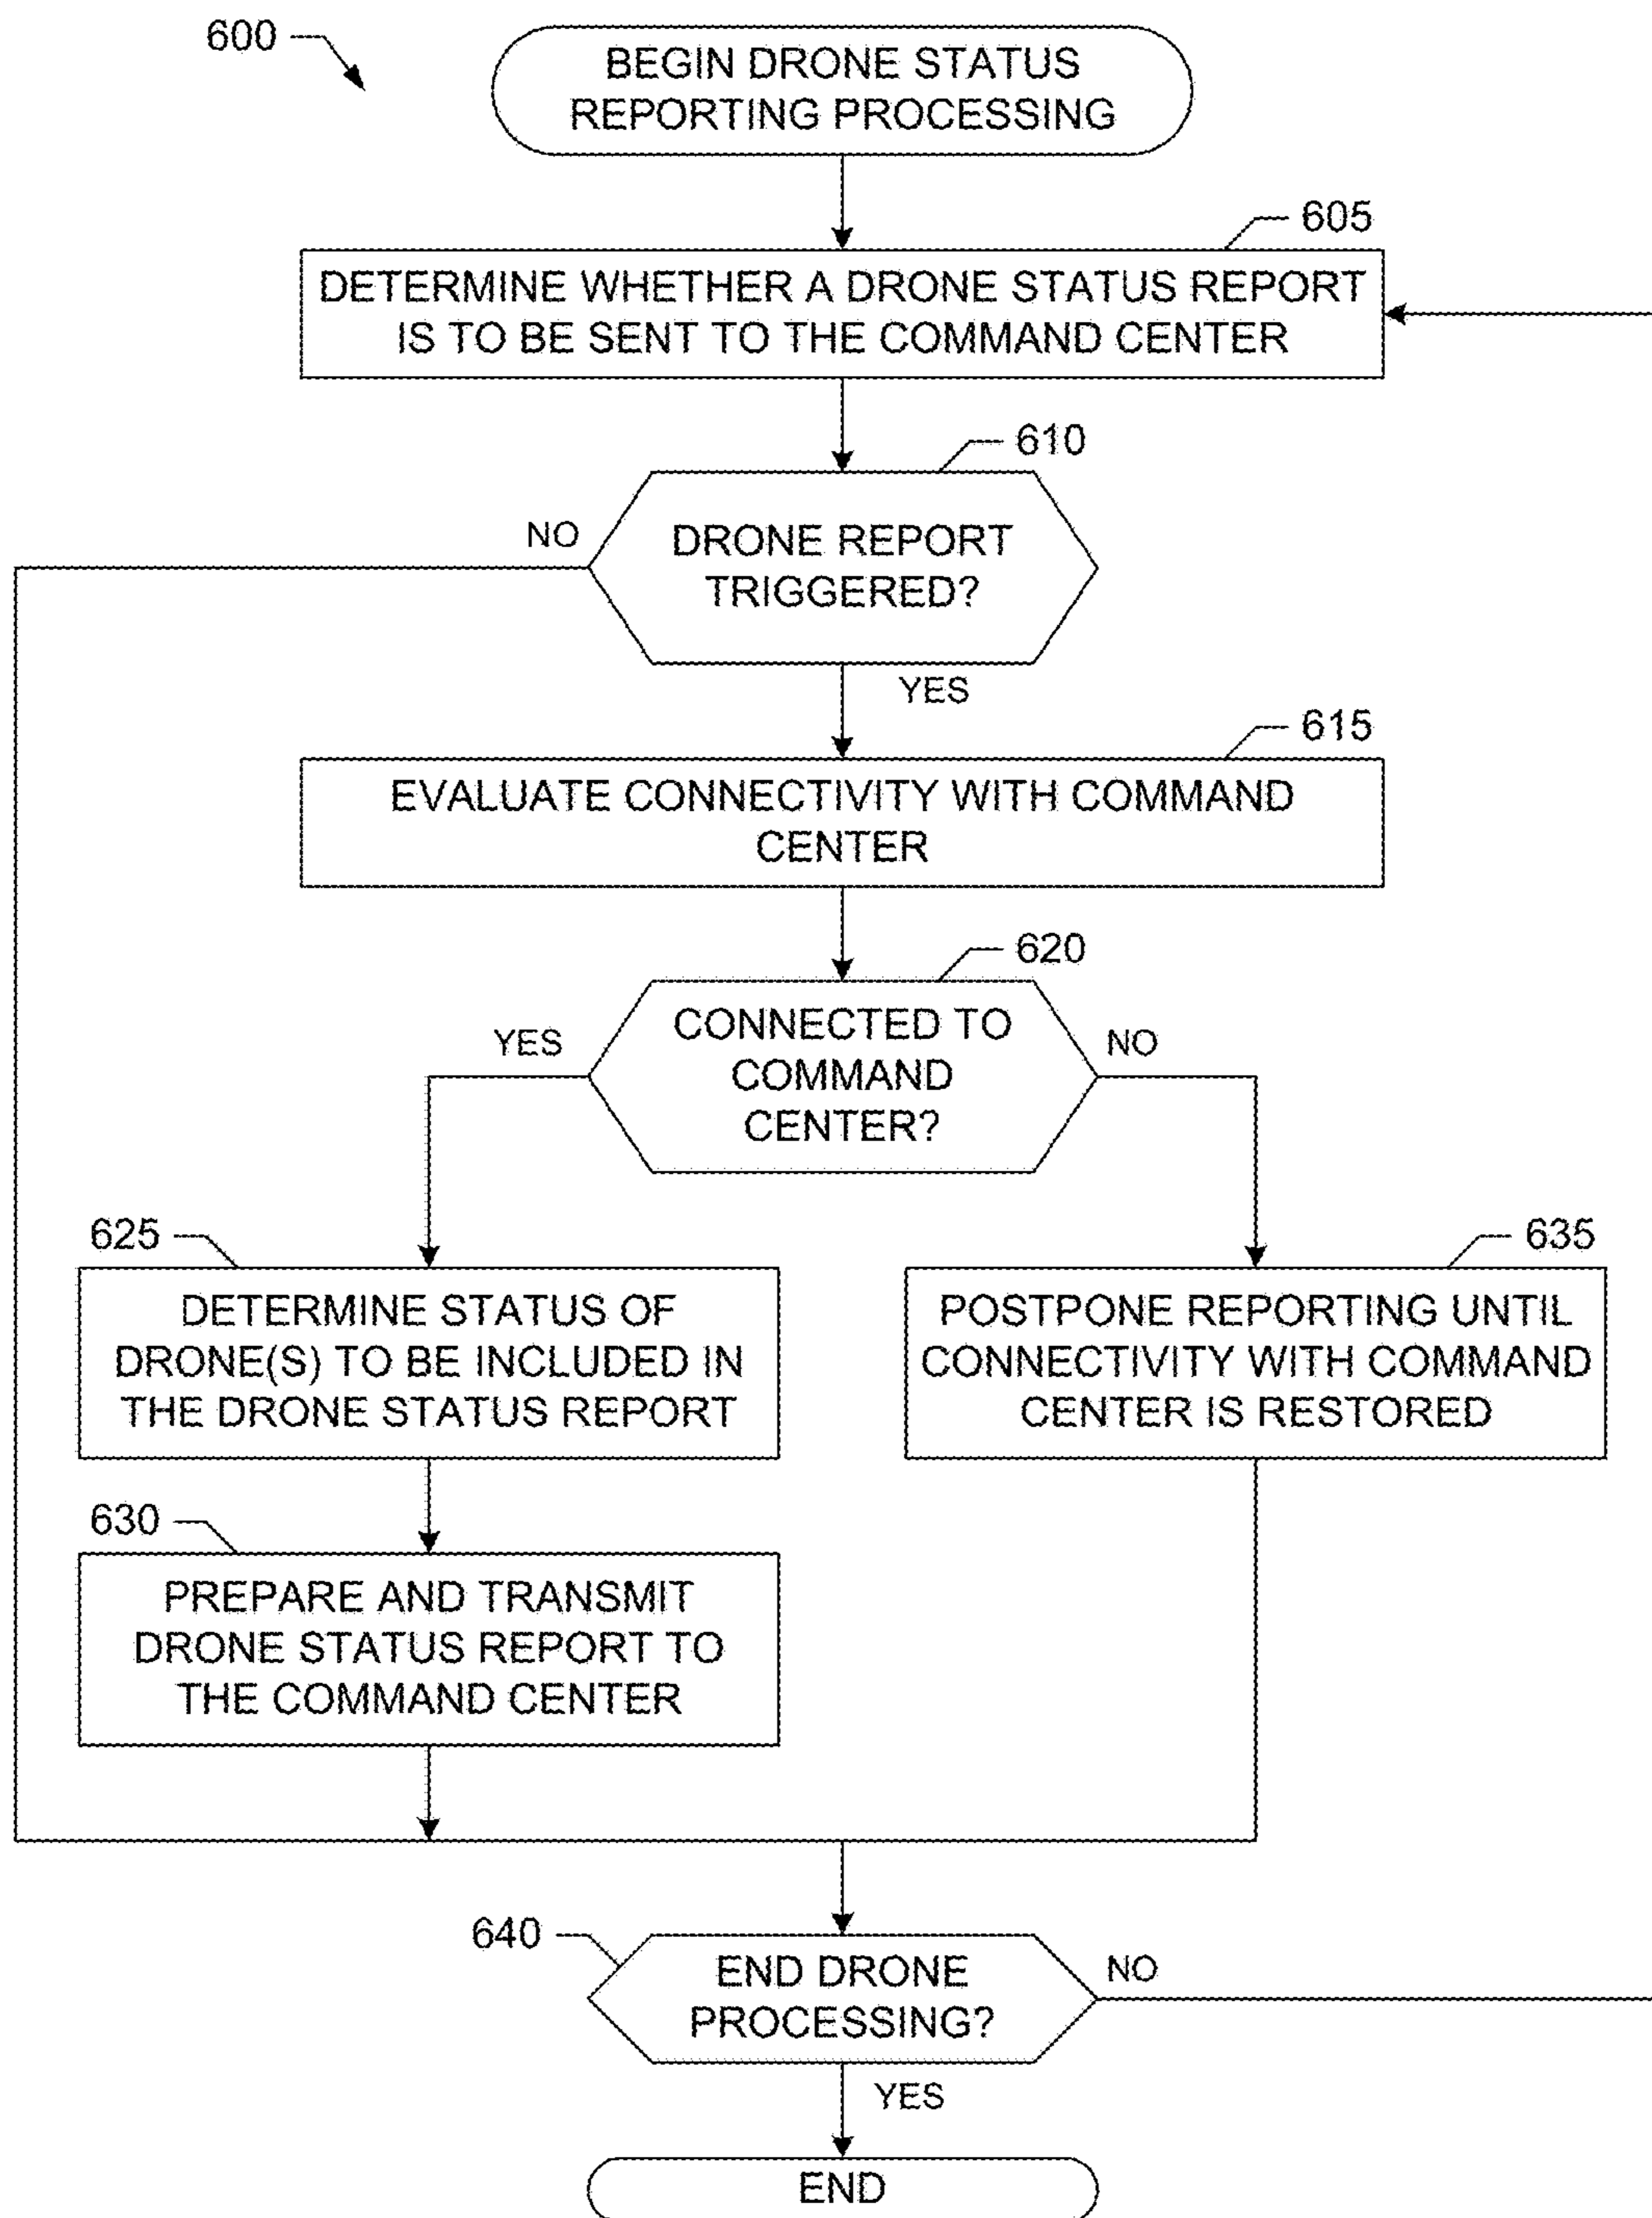 600
BEGIN DRONE STATUS
REPORTING PROCESSING
605
DETERMINE WHETHER A DRONE STATUS REPORT
IS TO BE SENT TO THE COMMAND CENTER
610
NO
DRONE REPORT
TRIGGERED?
YES
615
EVALUATE CONNECTIVITY WITH COMMAND
CENTER
620
YES
CONNECTED TO
COMMAND
CENTER?
NO
625
DETERMINE STATUS OF
DRONE(S) TO BE INCLUDED IN
THE DRONE STATUS REPORT
635
POSTPONE REPORTING UNTIL
CONNECTIVITY WITH COMMAND
CENTER IS RESTORED
630
PREPARE AND TRANSMIT
DRONE STATUS REPORT TO
THE COMMAND CENTER
640
END DRONE
PROCESSING?
NO
YES
END